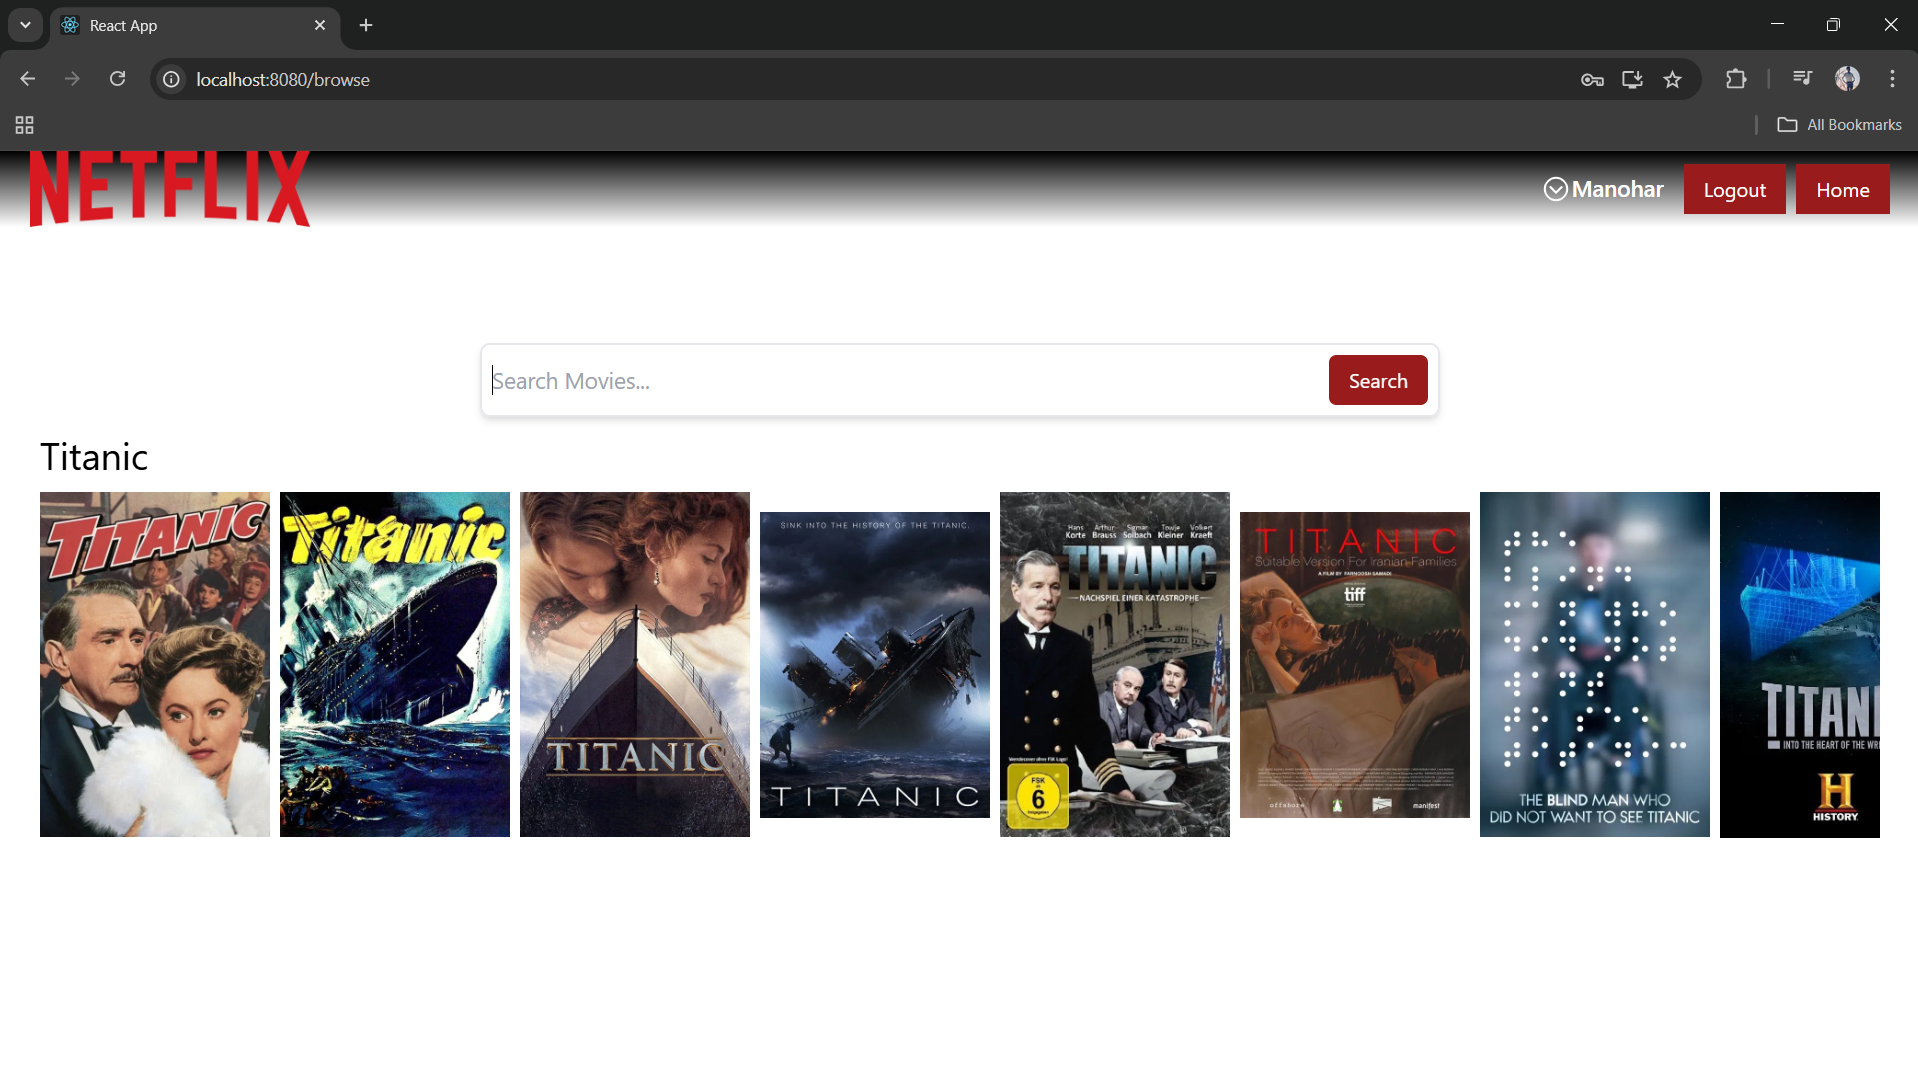 React App
localhost:8080/browse
All Bookmarks
NETFLIX
Manohar
Logout
Home
Search Movies...
Search
Titanic
TITANIC
Titanic
TITANIC
SINK INTO THE HISTORY OF THE TITANIC.
TITANIC
Hans Arthur Sigmar Towje Volkert
Korte Brauss Solbach Kleiner Kraeft
TITANIC
NACHSPIEL EINER KATASTROPHE
FSK
6
TITANIC
Suitable Version For Iranian Families
A FILM BY FARNOOSH SAMADI
tiff
offshore
manifest
THE BLIND MAN WHO
DID NOT WANT TO SEE TITANIC
TITANI
INTO THE HEART OF THE WR
H
HISTORY